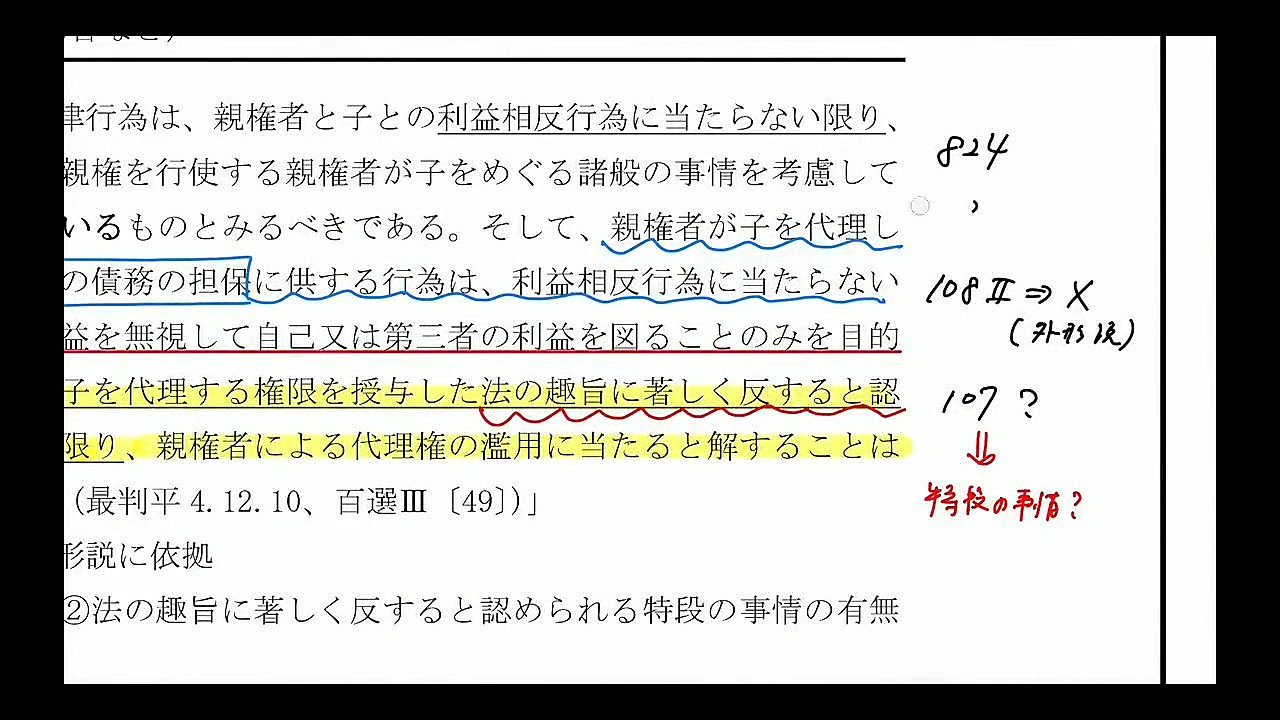 律行為は、親権者と子との利益相反行為に当たらない限り、
親権を行使する親権者が子をめぐる諸般の事情を考慮して
いるものとみるべきである。そして、親権者が子を代理し
の債務の担保に供する行為は、利益相反行為に当たらない
益を無視して自己又は第三者の利益を図ることのみを目的
子を代理する権限を授与した法の趣旨に著しく反すると認
限り、親権者による代理権の濫用に当たると解することは
（最判平 4.12.10、百選Ⅲ〔49〕）」
形説に依拠
②法の趣旨に著しく反すると認められる特段の事情の有無
824
,
108Ⅱ⇒×
(外形説)
107?
⇓
特段の事情?